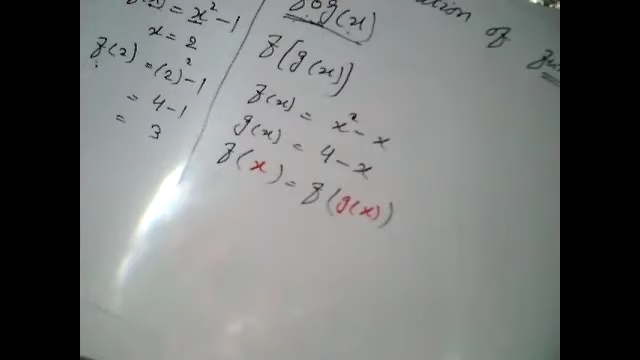 f(x) = x² - 1
x = 2
f(2) = (2)² - 1
= 4 - 1
= 3
fog(x)
f[g(x)]
f(x) = x² - x
g(x) = 4 - x
f(x) = f(g(x))
of